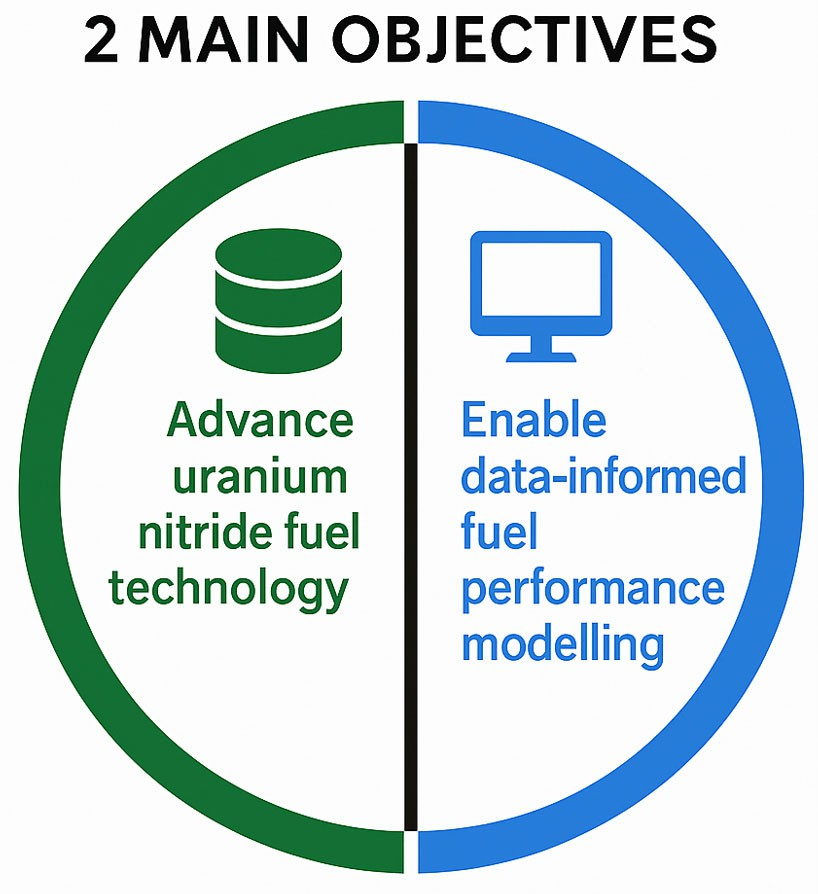 2 MAIN OBJECTIVES
Advance
uranium
nitride fuel
technology
Enable
data-informed
fuel
performance
modelling